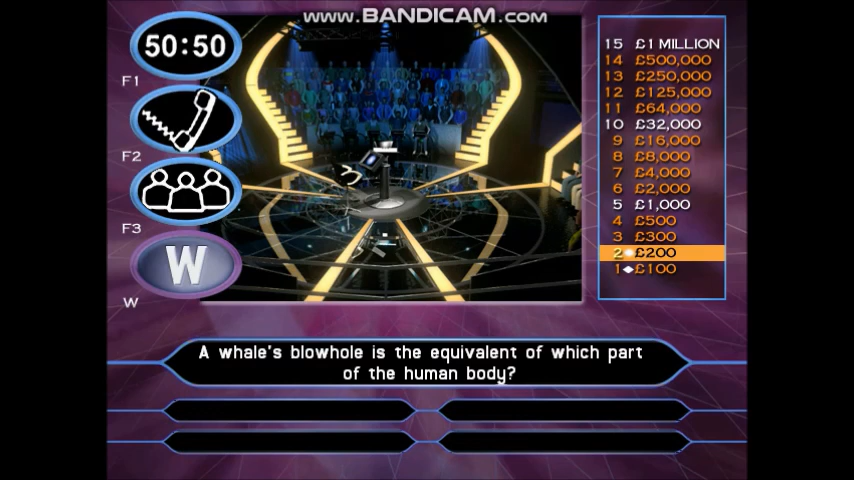 WWW.BANDICAM.COM
50:50
F1
F2
F3
W
W
15 £1 MILLION
14 £500,000
13 £250,000
12 £125,000
11 £64,000
10 £32,000
9 £16,000
8 £8,000
7 £4,000
6 £2,000
5 £1,000
4 £500
3 £300
2 £200
1 £100
A whale's blowhole is the equivalent of which part
of the human body?